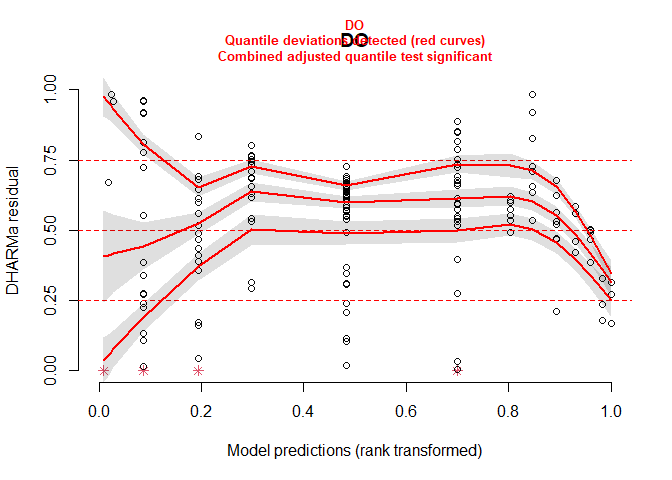 DO
Quantile deviations detected (red curves)
DO
Combined adjusted quantile test significant
1.00
0.75
0.50
0.25
0.00
DHARMa residual
0.0
0.2
0.4
0.6
0.8
1.0
Model predictions (rank transformed)